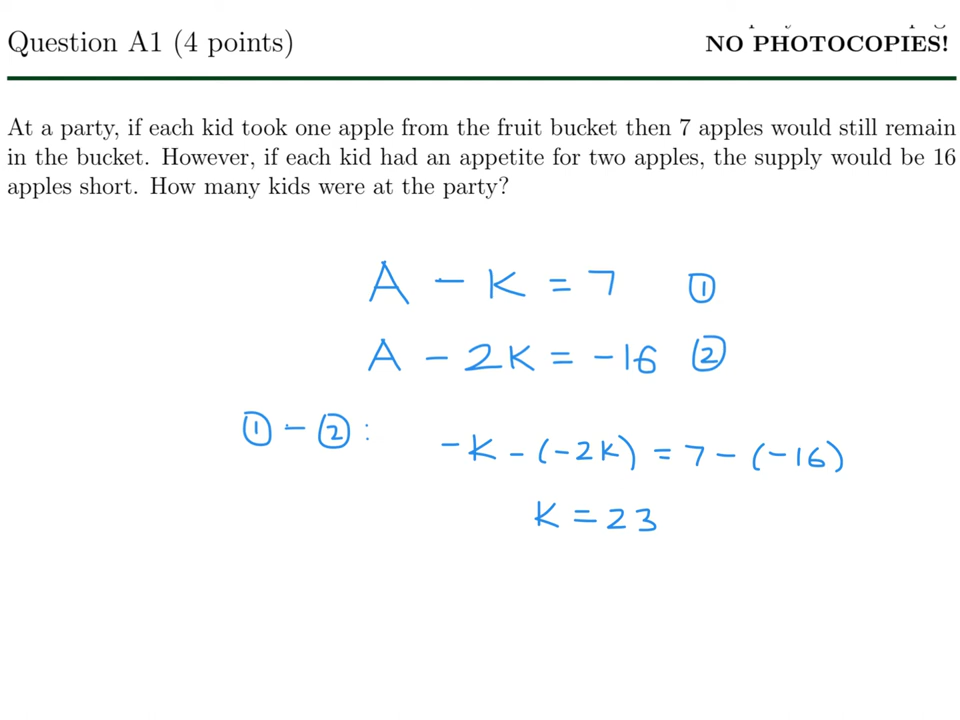 Question A1 (4 points)
NO PHOTOCOPIES!
At a party, if each kid took one apple from the fruit bucket then 7 apples would still remain
in the bucket. However, if each kid had an appetite for two apples, the supply would be 16
apples short. How many kids were at the party?
A - K = 7 ①
A - 2K = -16 ②
① - ② : -K - (-2K) = 7 - (-16)
K = 23